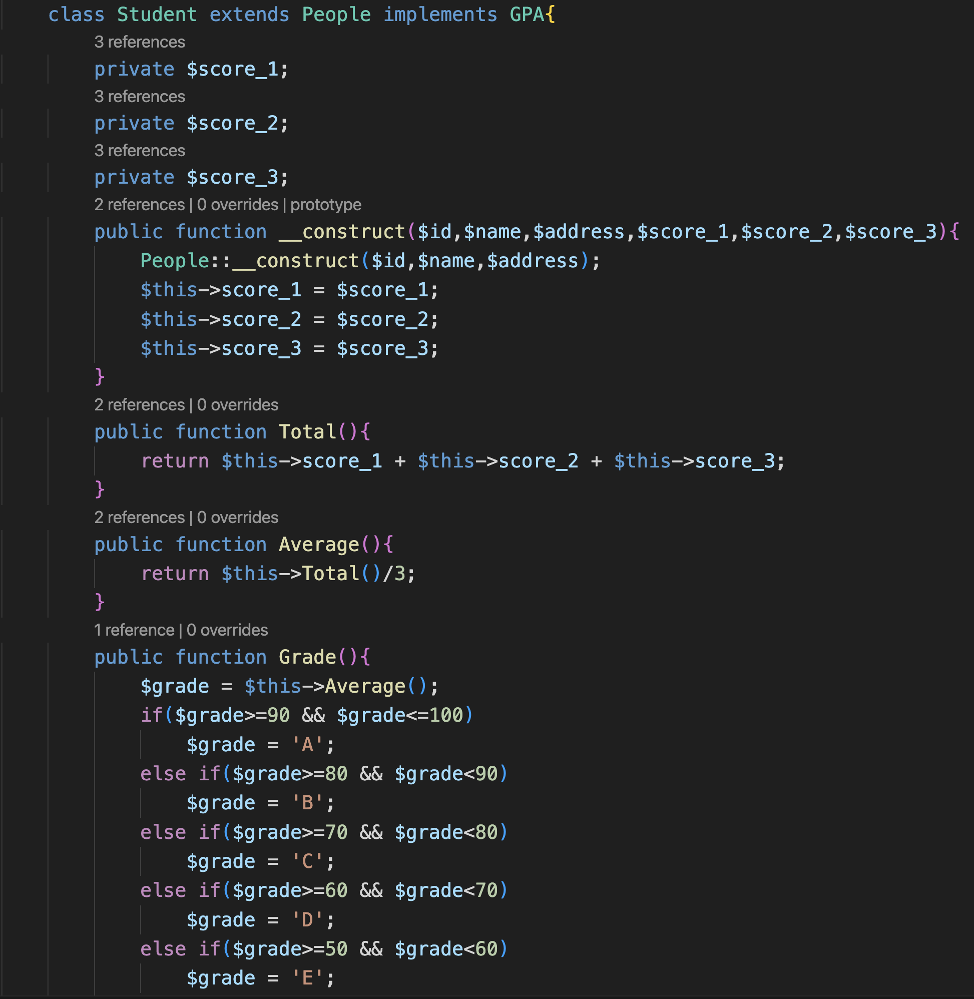 class Student extends People implements GPA{
3 references
private $score_1;
3 references
private $score_2;
3 references
private $score_3;
2 references | 0 overrides | prototype
public function __construct($id,$name,$address,$score_1,$score_2,$score_3){
People::__construct($id,$name,$address);
$this->score_1 = $score_1;
$this->score_2 = $score_2;
$this->score_3 = $score_3;
}
2 references | 0 overrides
public function Total(){
return $this->score_1 + $this->score_2 + $this->score_3;
}
2 references | 0 overrides
public function Average(){
return $this->Total()/3;
}
1 reference | 0 overrides
public function Grade(){
$grade = $this->Average();
if($grade>=90 && $grade<=100)
$grade = 'A';
else if($grade>=80 && $grade<90)
$grade = 'B';
else if($grade>=70 && $grade<80)
$grade = 'C';
else if($grade>=60 && $grade<70)
$grade = 'D';
else if($grade>=50 && $grade<60)
$grade = 'E';